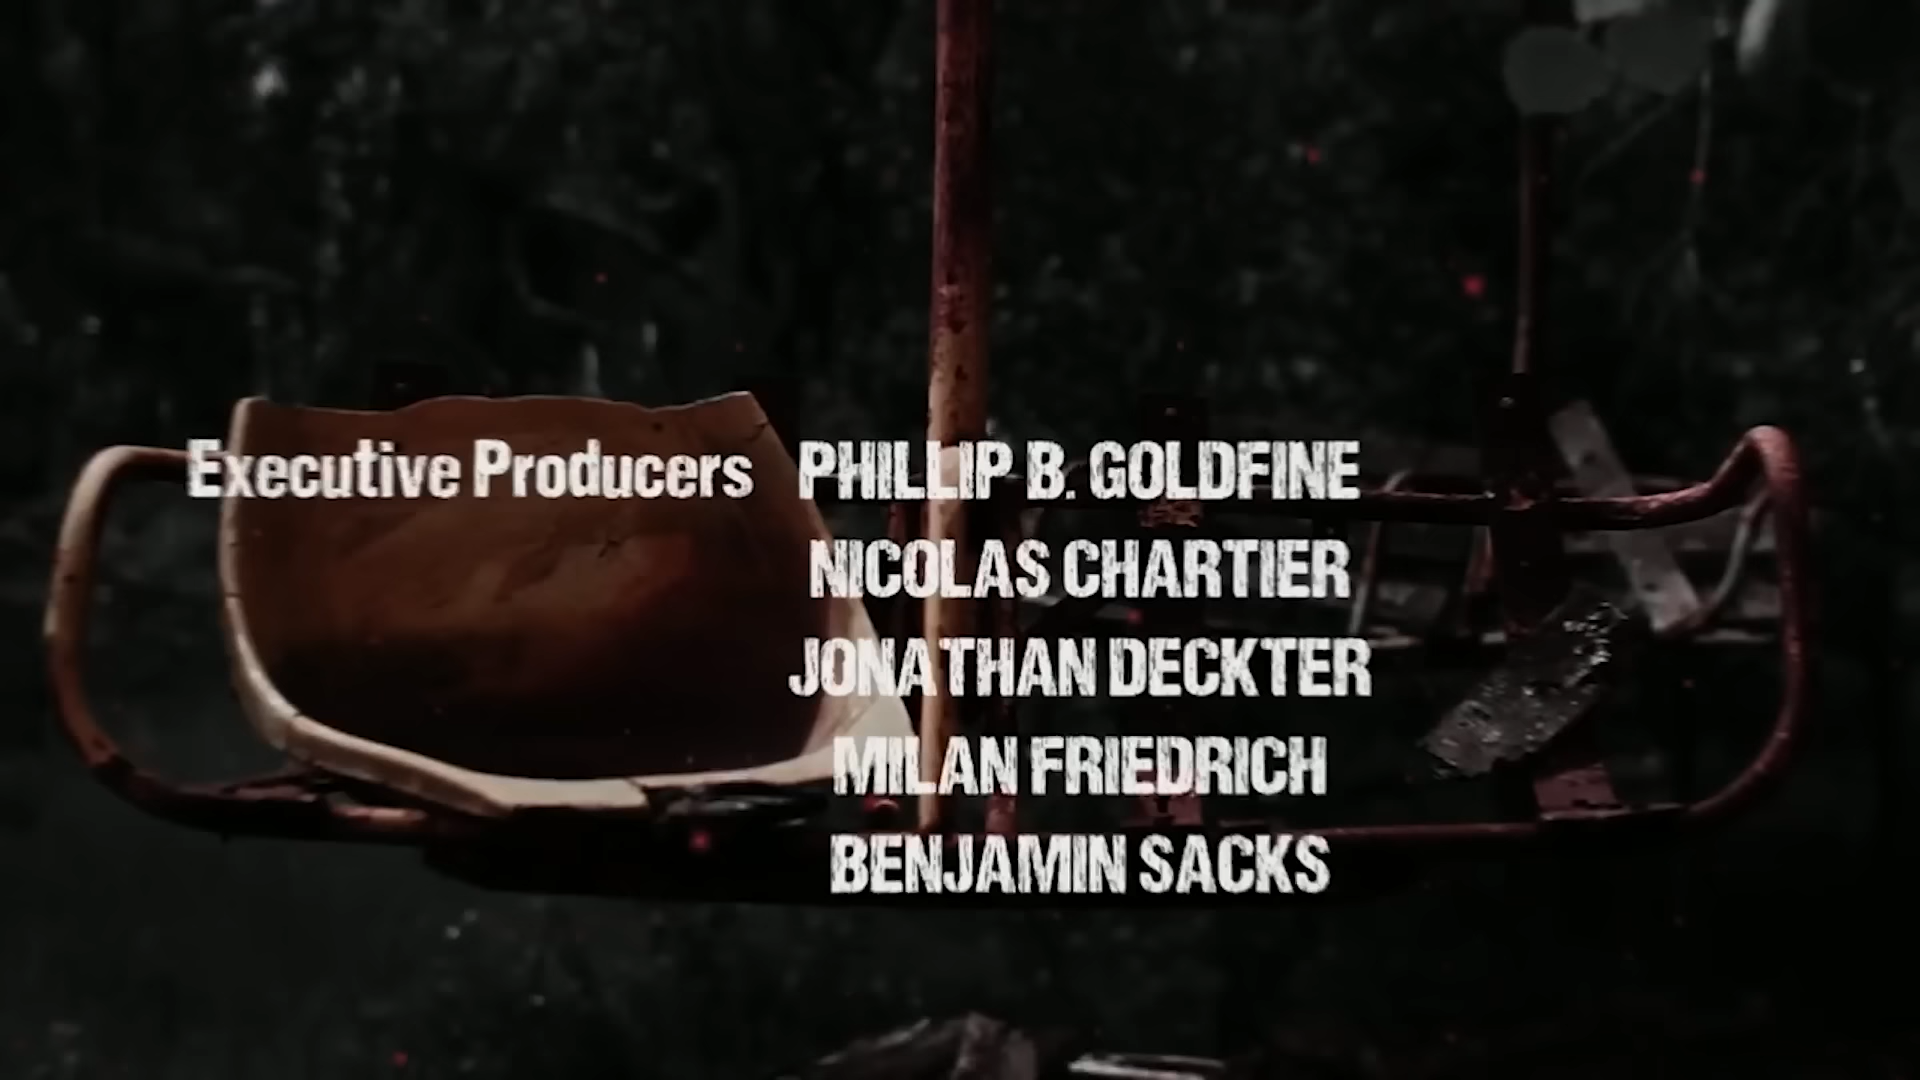 Executive Producers PHILLIP B. GOLDFINE
NICOLAS CHARTIER
JONATHAN DECKTER
MILAN FRIEDRICH
BENJAMIN SACKS